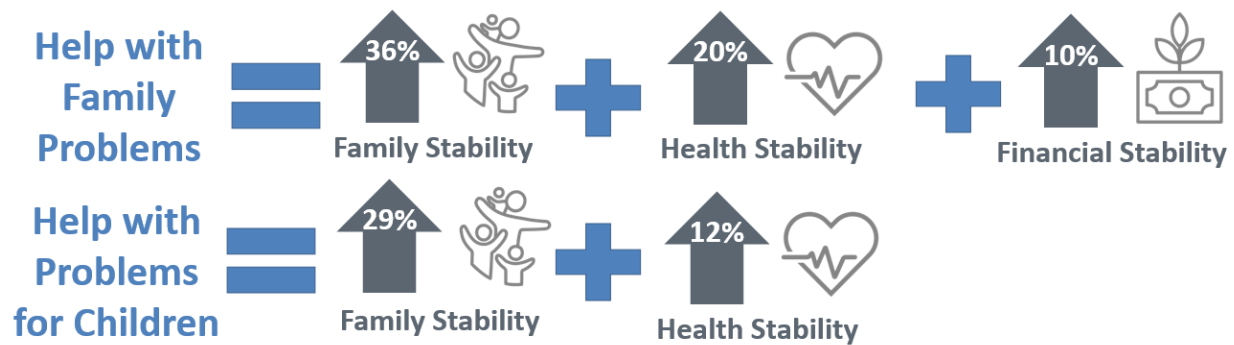 Help with
Family
Problems
36%
Family Stability
20%
Health Stability
10%
Financial Stability
Help with
Problems
for Children
29%
Family Stability
12%
Health Stability